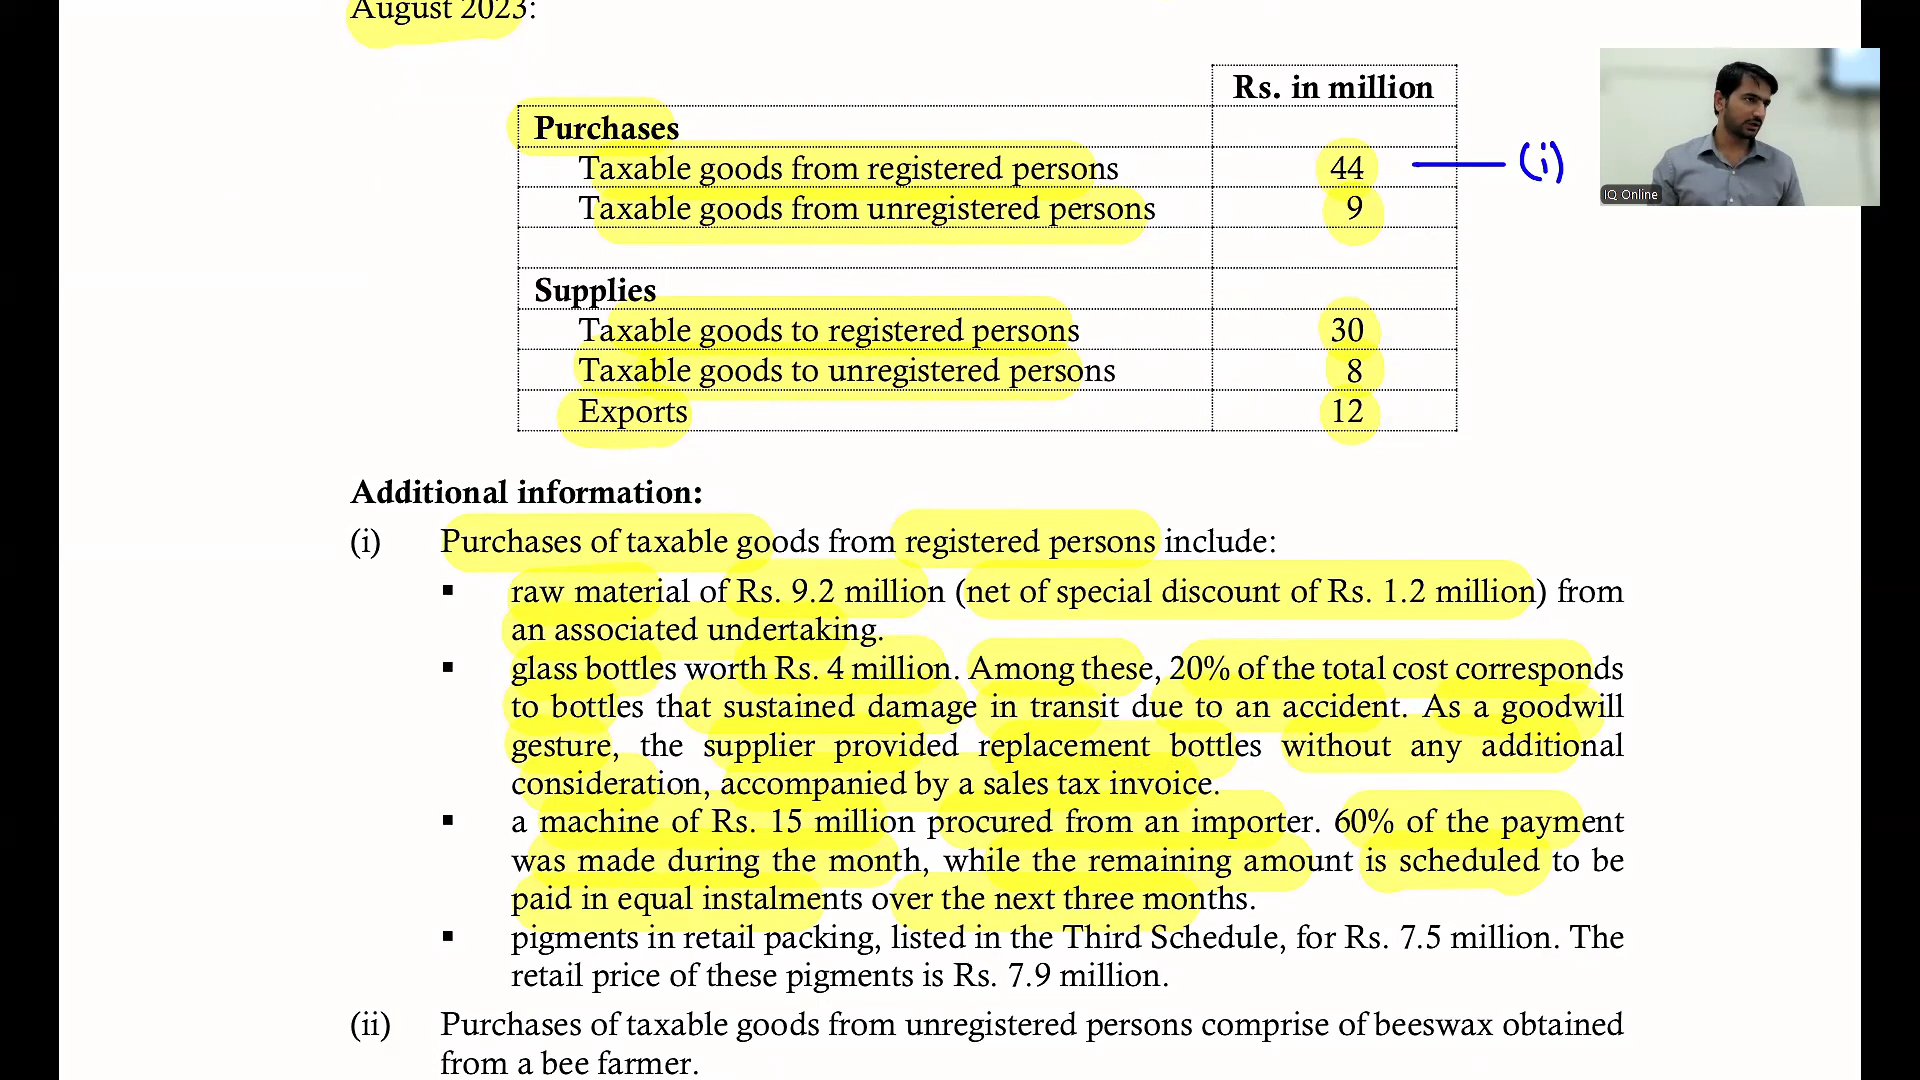 August 2023:
Rs. in million
Purchases
Taxable goods from registered persons 44 (i)
Taxable goods from unregistered persons 9
IQ Online
Supplies
Taxable goods to registered persons 30
Taxable goods to unregistered persons 8
Exports 12
Additional information:
(i) Purchases of taxable goods from registered persons include:
▪ raw material of Rs. 9.2 million (net of special discount of Rs. 1.2 million) from
an associated undertaking.
▪ glass bottles worth Rs. 4 million. Among these, 20% of the total cost corresponds
to bottles that sustained damage in transit due to an accident. As a goodwill
gesture, the supplier provided replacement bottles without any additional
consideration, accompanied by a sales tax invoice.
▪ a machine of Rs. 15 million procured from an importer. 60% of the payment
was made during the month, while the remaining amount is scheduled to be
paid in equal instalments over the next three months.
▪ pigments in retail packing, listed in the Third Schedule, for Rs. 7.5 million. The
retail price of these pigments is Rs. 7.9 million.
(ii) Purchases of taxable goods from unregistered persons comprise of beeswax obtained
from a bee farmer.